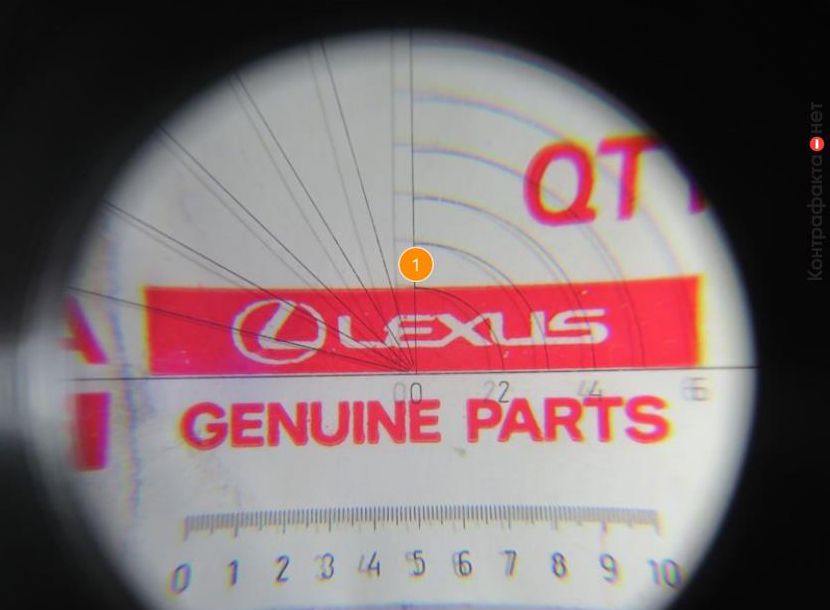 QT
1
LEXUS
0 2 4 6
GENUINE PARTS
0 1 2 3 4 5 6 7 8 9 10
Контрафакта нет